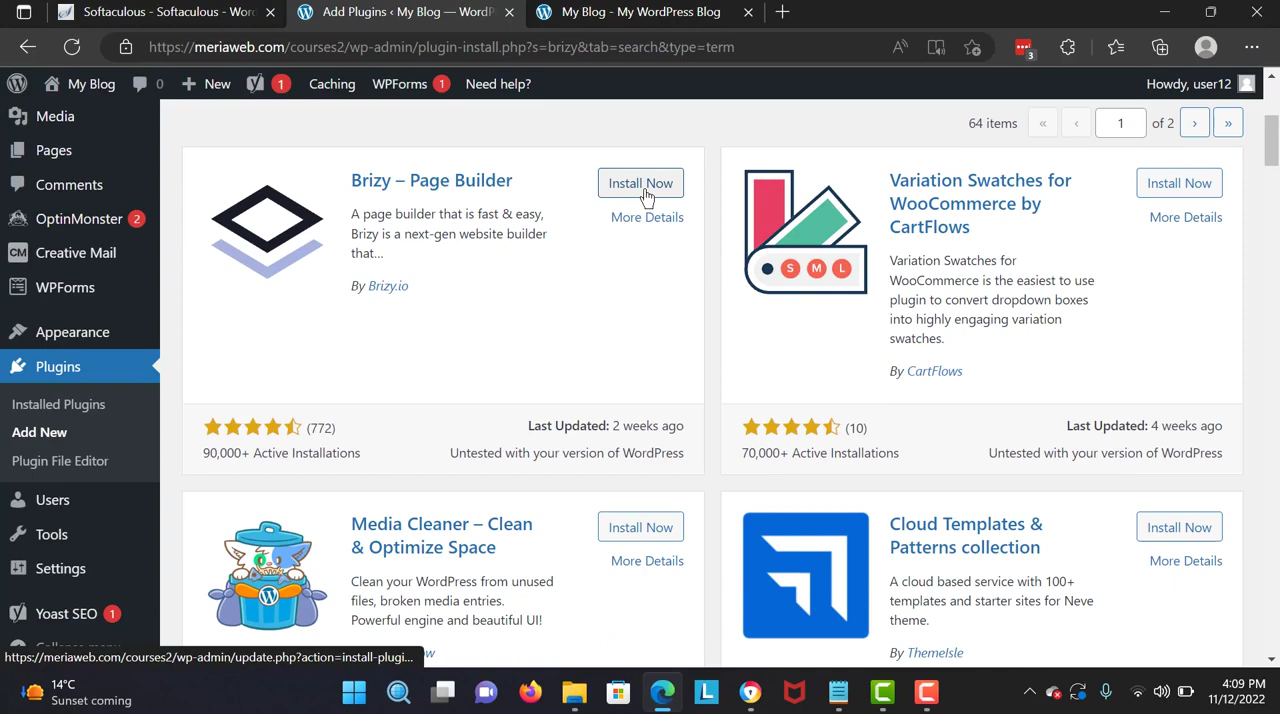 Softaculous - Softaculous - Wor
Add Plugins ‹ My Blog — WordP
My Blog - My WordPress Blog
https://meriaweb.com/courses2/wp-admin/plugin-install.php?s=brizy&tab=search&type=term
3
My Blog
0
New
1
Caching
WPForms 1
Need help?
Howdy, user12
Media
Pages
Comments
OptinMonster 2
CM Creative Mail
WPForms
Appearance
Plugins
Installed Plugins
Add New
Plugin File Editor
Users
Tools
Settings
Yoast SEO 1
64 items « ‹ 1 of 2 › »
Brizy – Page Builder
Install Now
More Details
A page builder that is fast & easy,
Brizy is a next-gen website builder
that...
By Brizy.io
(772)
Last Updated: 2 weeks ago
90,000+ Active Installations
Untested with your version of WordPress
S M L
Variation Swatches for
WooCommerce by
CartFlows
Install Now
More Details
Variation Swatches for
WooCommerce is the easiest to use
plugin to convert dropdown boxes
into highly engaging variation
swatches.
By CartFlows
(10)
Last Updated: 4 weeks ago
70,000+ Active Installations
Untested with your version of WordPress
Media Cleaner – Clean
& Optimize Space
Install Now
More Details
Clean your WordPress from unused
files, broken media entries.
Powerful engine and beautiful UI!
Cloud Templates &
Patterns collection
Install Now
More Details
A cloud based service with 100+
templates and starter sites for Neve
theme.
By ThemeIsle
https://meriaweb.com/courses2/wp-admin/update.php?action=install-plugi...
14°C
Sunset coming
L
4:09 PM
11/12/2022